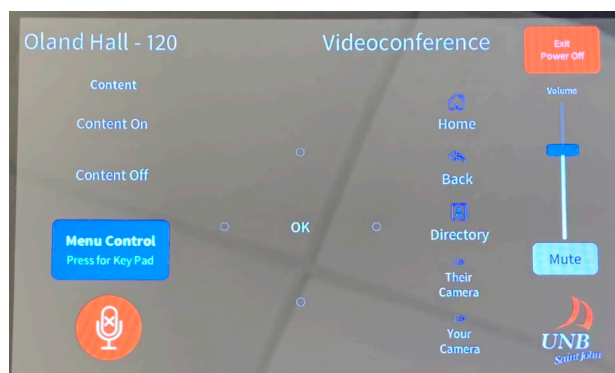 Oland Hall - 120
Videoconference
Exit
Power Off
Content
Content On
Content Off
Menu Control
Press for Key Pad
OK
Home
Back
Directory
Their
Camera
Your
Camera
Volume
Mute
UNB
Saint John